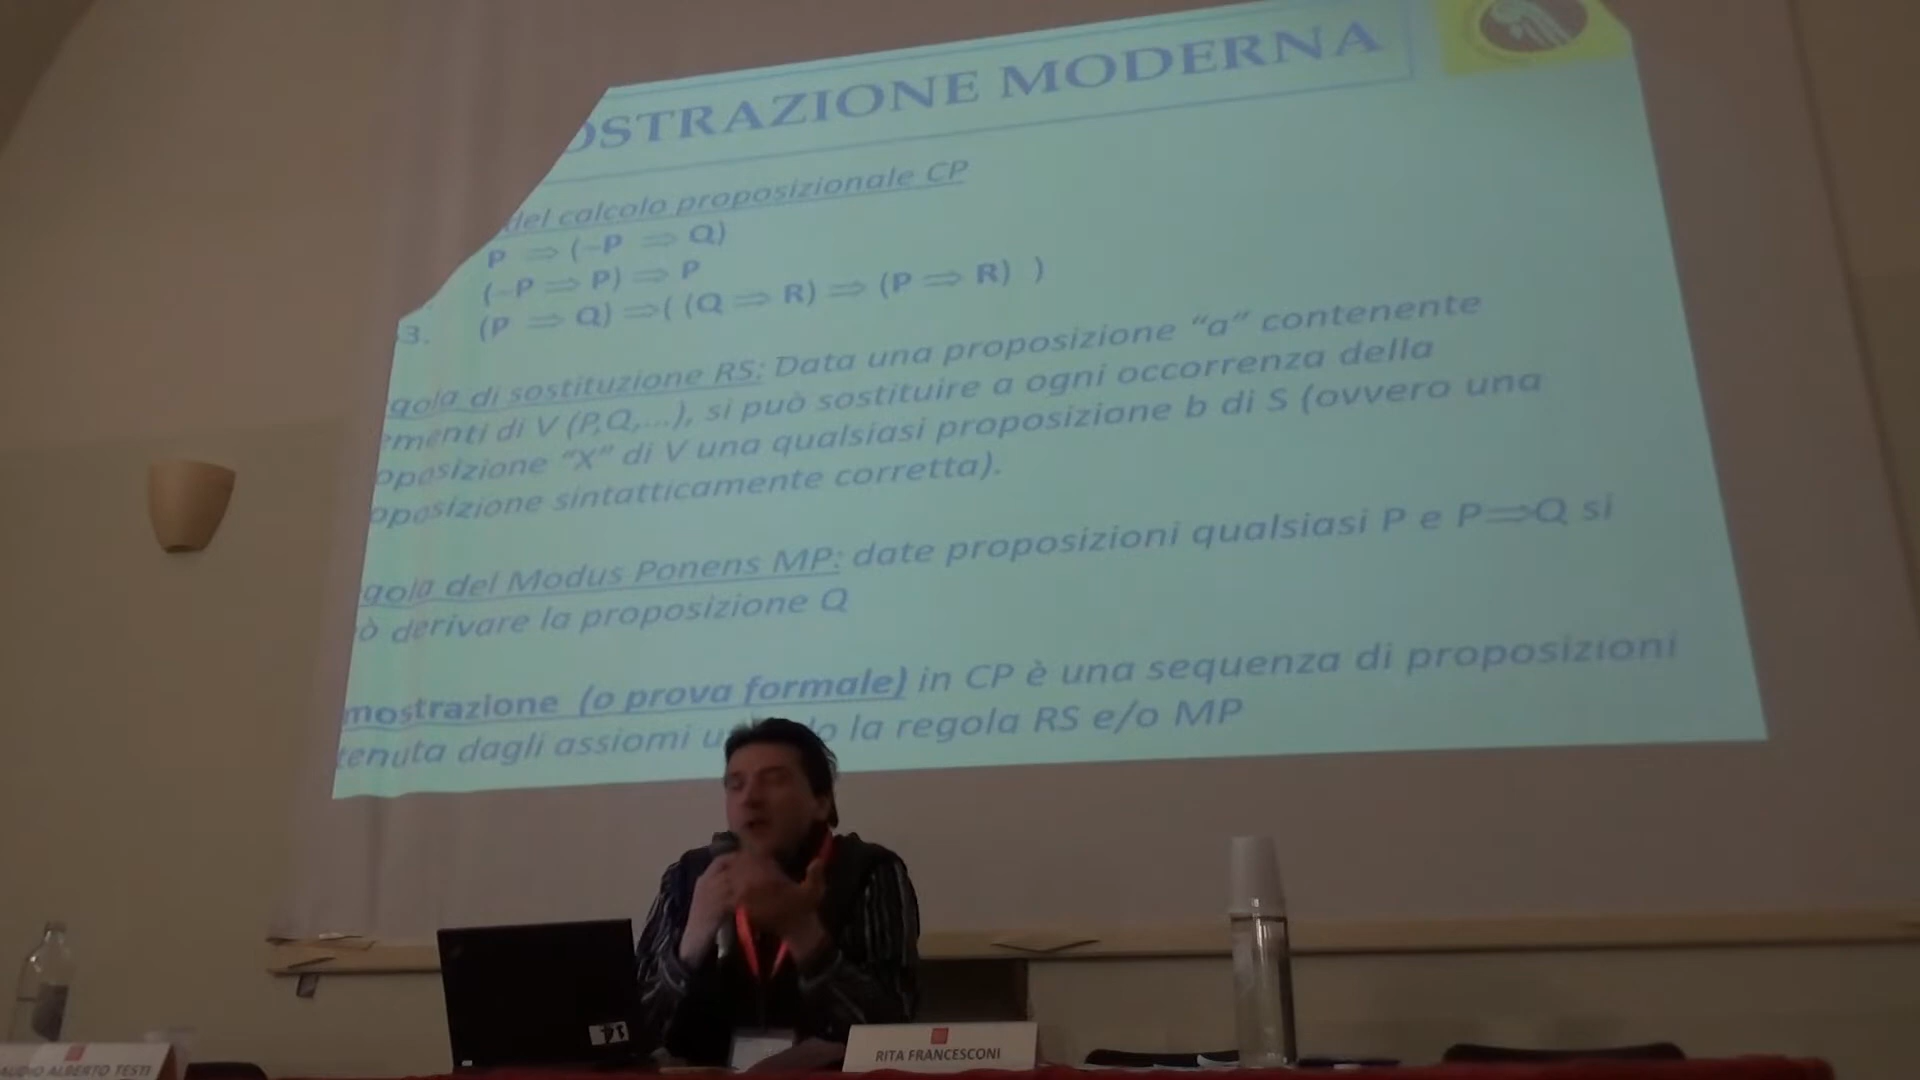 OSTRAZIONE MODERNA
del calcolo proposizionale CP
P ⇒ (~P ⇒ Q)
(~P ⇒ P) ⇒ P
3. (P ⇒ Q) ⇒( (Q ⇒ R) ⇒ (P ⇒ R) )
gola di sostituzione RS: Data una proposizione “a” contenente
ementi di V (P,Q,...), si può sostituire a ogni occorrenza della
oposizione “X” di V una qualsiasi proposizione b di S (ovvero una
oposizione sintatticamente corretta).
gola del Modus Ponens MP: date proposizioni qualsiasi P e P⇒Q si
ò derivare la proposizione Q
mostrazione (o prova formale) in CP è una sequenza di proposizioni
tenuta dagli assiomi la regola RS e/o MP
RITA FRANCESCONI
AUDIO ALBERTO TESTI